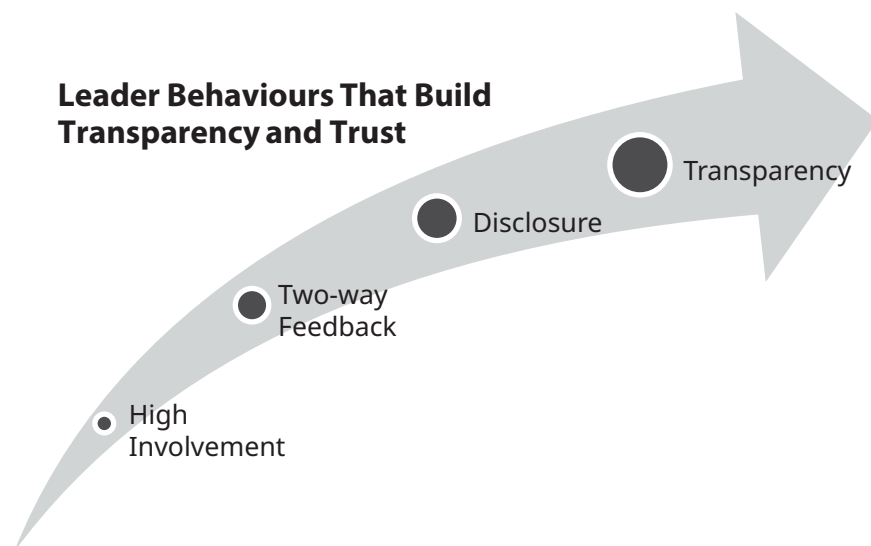 Leader Behaviours That Build
Transparency and Trust
Transparency
Disclosure
Two-way
Feedback
High
Involvement